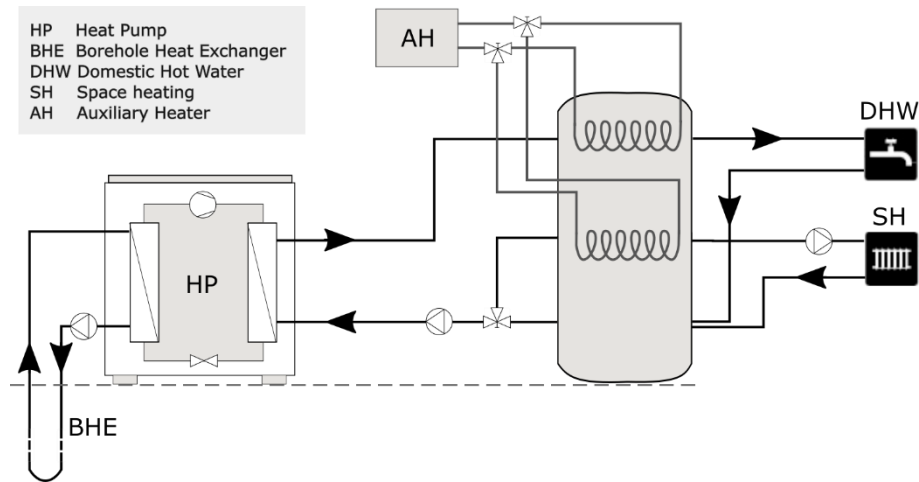 HP Heat Pump
BHE Borehole Heat Exchanger
DHW Domestic Hot Water
SH Space heating
AH Auxiliary Heater
AH
DHW
SH
HP
BHE